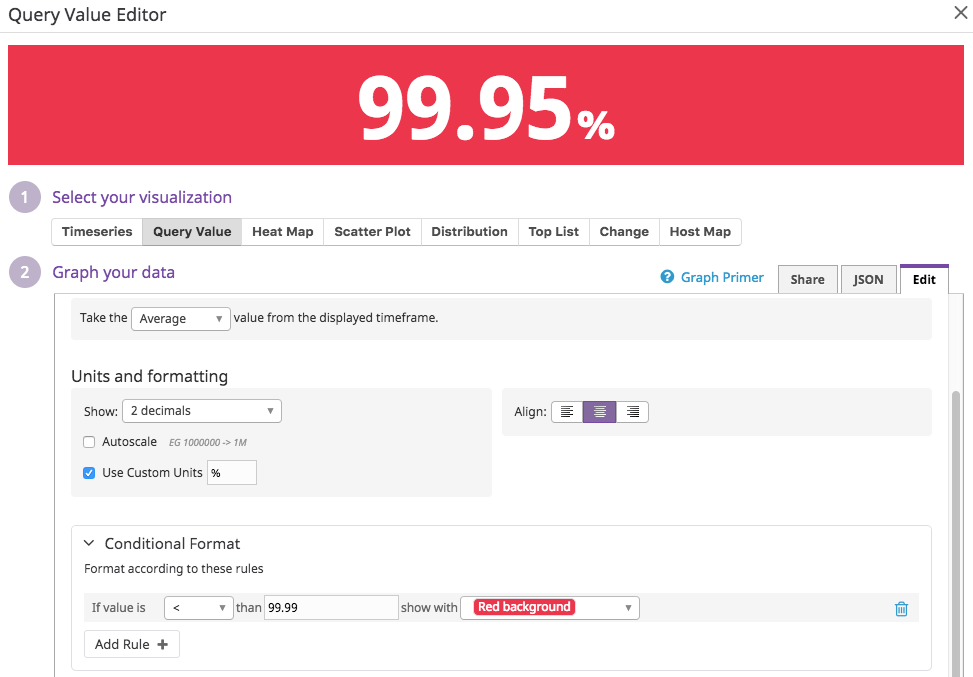 Query Value Editor
99.95%
1 Select your visualization
Timeseries Query Value Heat Map Scatter Plot Distribution Top List Change Host Map
2 Graph your data
? Graph Primer Share JSON Edit
Take the Average value from the displayed timeframe.
Units and formatting
Show: 2 decimals
Align:
Autoscale EG 1000000 -> 1M
Use Custom Units %
Conditional Format
Format according to these rules
If value is < than 99.99 show with Red background
Add Rule +